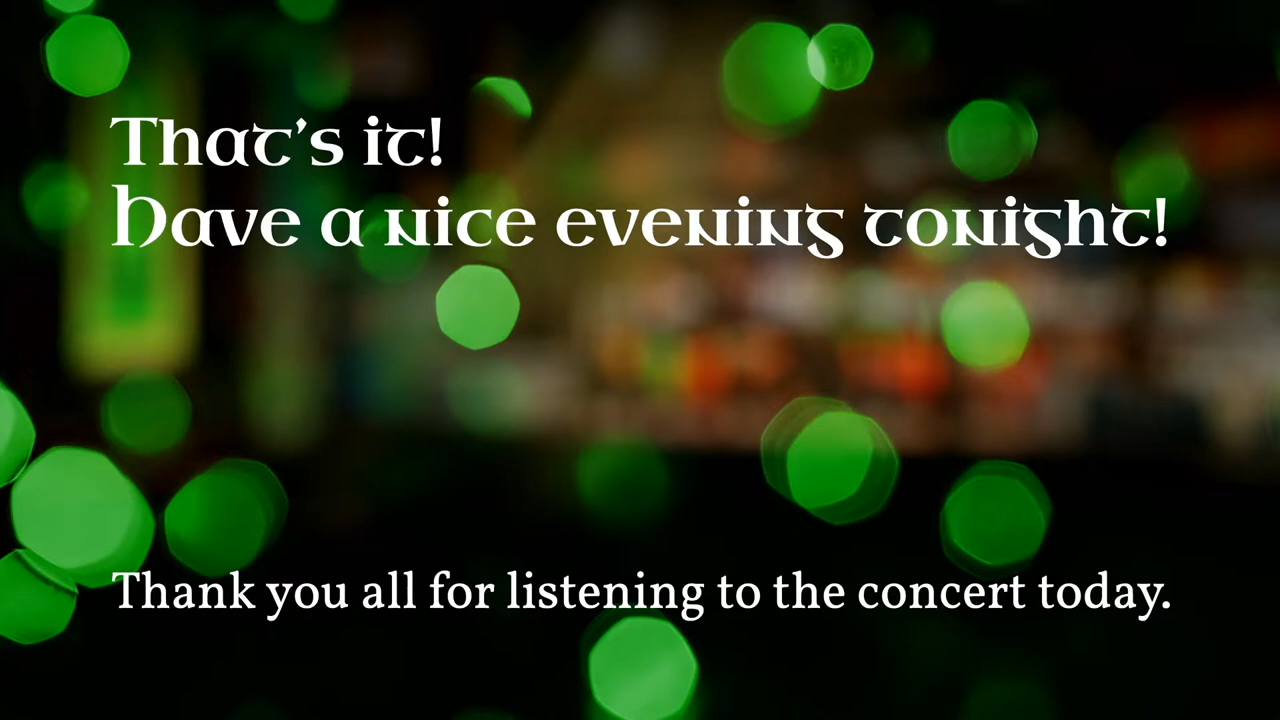 That’s it!
Have a nice evening tonight!
Thank you all for listening to the concert today.